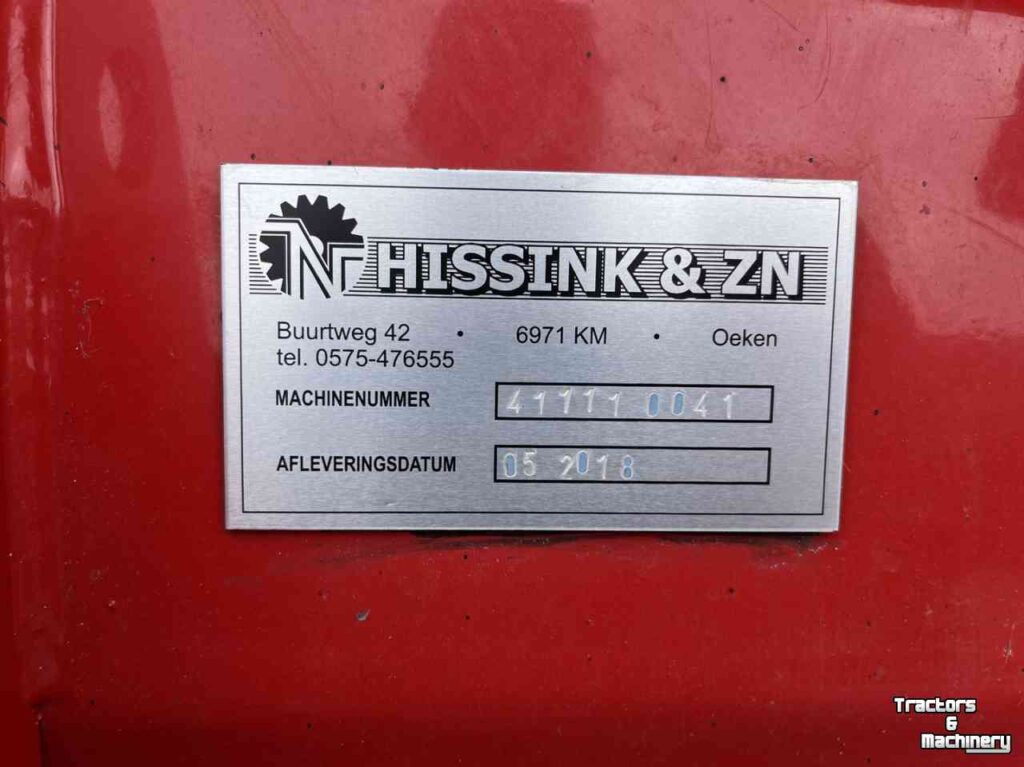 N HISSINK & ZN
Buurtweg 42 • 6971 KM • Oeken
tel. 0575-476555
MACHINENUMMER 41111 0041
AFLEVERINGSDATUM 05 2018
Tractors
&
Machinery